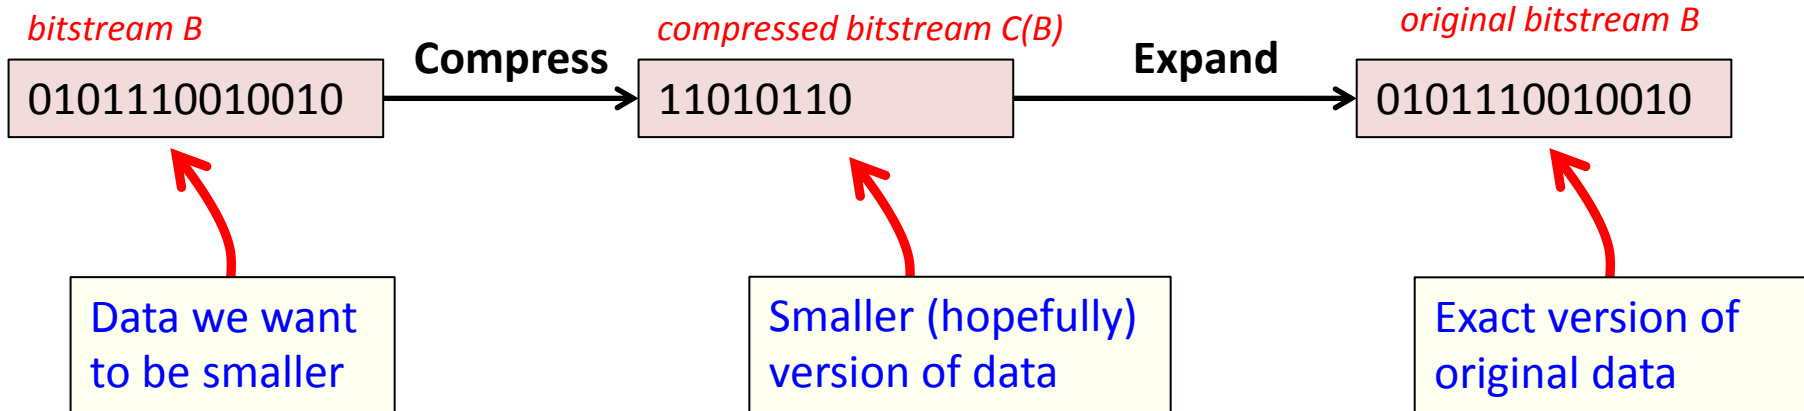 bitstream B
compressed bitstream C(B)
original bitstream B
Compress
Expand
0101110010010
11010110
0101110010010
Data we want
to be smaller
Smaller (hopefully)
version of data
Exact version of
original data